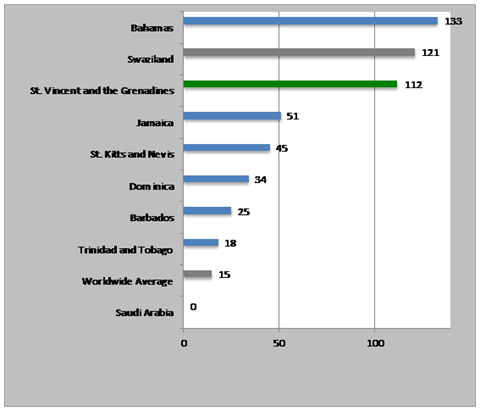 Bahamas 133
Swaziland 121
St. Vincent and the Grenadines 112
Jamaica 51
St. Kitts and Nevis 45
Dominica 34
Barbados 25
Trinidad and Tobago 18
Worldwide Average 15
Saudi Arabia 0
0 50 100